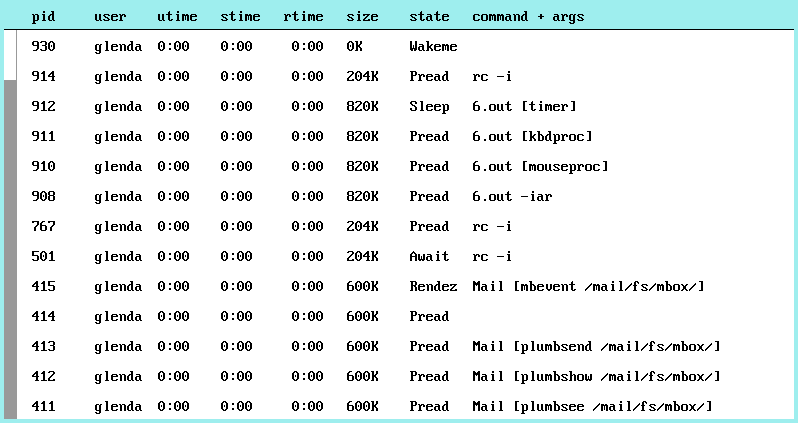 pid user utime stime rtime size state command + args
930 glenda 0:00 0:00 0:00 0K Wakeme
914 glenda 0:00 0:00 0:00 204K Pread rc -i
912 glenda 0:00 0:00 0:00 820K Sleep 6.out [timer]
911 glenda 0:00 0:00 0:00 820K Pread 6.out [kbdproc]
910 glenda 0:00 0:00 0:00 820K Pread 6.out [mouseproc]
908 glenda 0:00 0:00 0:00 820K Pread 6.out -iar
767 glenda 0:00 0:00 0:00 204K Pread rc -i
501 glenda 0:00 0:00 0:00 204K Await rc -i
415 glenda 0:00 0:00 0:00 600K Rendez Mail [mbevent /mail/fs/mbox/]
414 glenda 0:00 0:00 0:00 600K Pread
413 glenda 0:00 0:00 0:00 600K Pread Mail [plumbsend /mail/fs/mbox/]
412 glenda 0:00 0:00 0:00 600K Pread Mail [plumbshow /mail/fs/mbox/]
411 glenda 0:00 0:00 0:00 600K Pread Mail [plumbsee /mail/fs/mbox/]